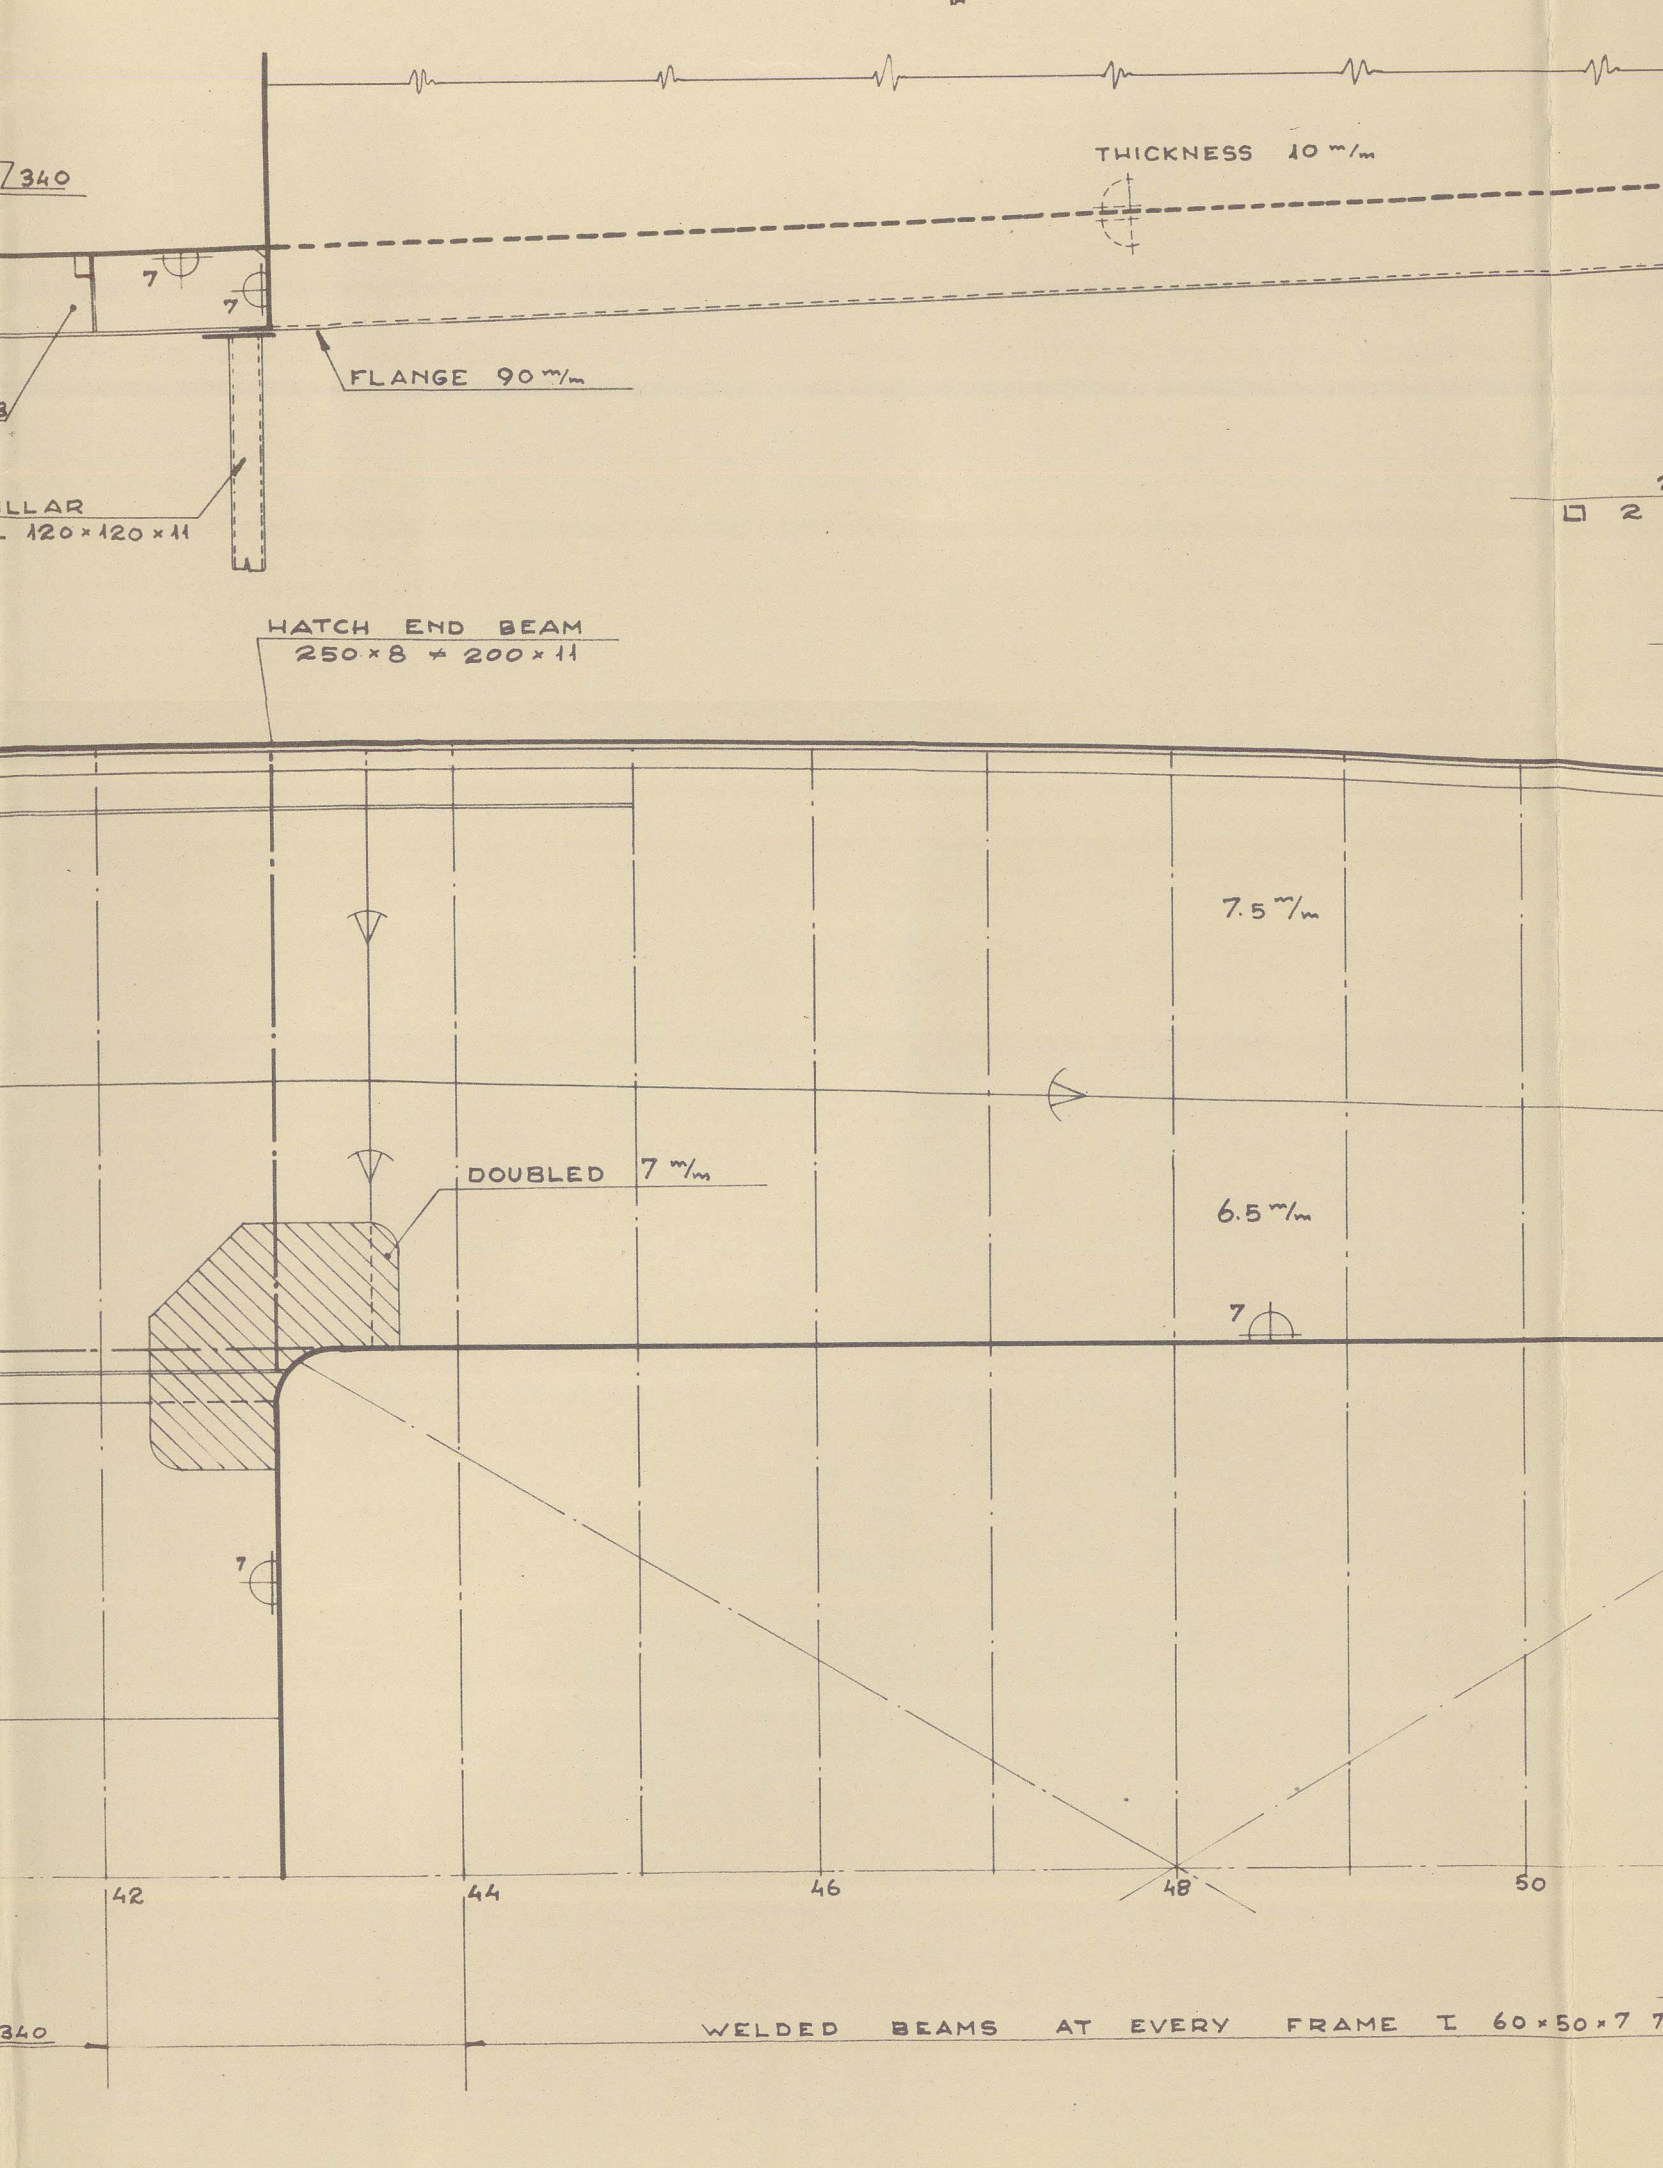 THICKNESS 10 m/m
340
7
7
FLANGE 90 m/m
120×120×11
2
HATCH END BEAM
250×8 ≠ 200×11
7.5 m/m
DOUBLED 7 m/m
6.5 m/m
7
7
42
44
46
48
50
340
WELDED BEAMS AT EVERY FRAME I 60×50×7